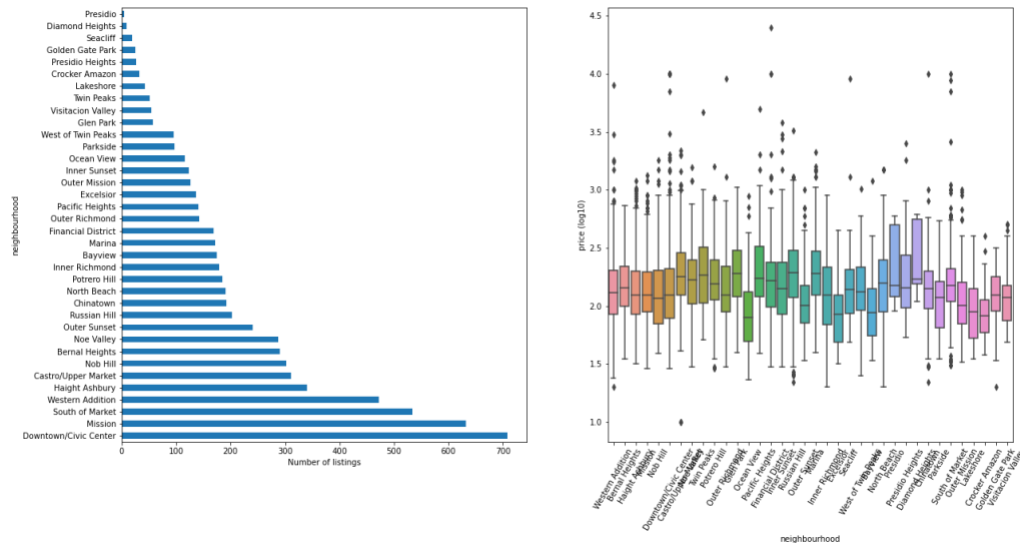 Presidio
Diamond Heights
Seacliff
Golden Gate Park
Presidio Heights
Crocker Amazon
Lakeshore
Twin Peaks
Visitacion Valley
Glen Park
West of Twin Peaks
Parkside
Ocean View
Inner Sunset
Outer Mission
Excelsior
Pacific Heights
Outer Richmond
Financial District
Marina
Bayview
Inner Richmond
Potrero Hill
North Beach
Chinatown
Russian Hill
Outer Sunset
Noe Valley
Bernal Heights
Nob Hill
Castro/Upper Market
Haight Ashbury
Western Addition
South of Market
Mission
Downtown/Civic Center
neighbourhood
0 100 200 300 400 500 600 700
Number of listings
4.5
4.0
3.5
3.0
2.5
2.0
1.5
1.0
price (log10)
Western Addition
Bernal Heights
Haight
Nob Hill
Downtown/Civic Center
Castro/Upper
Twin Peaks
Potrero Hill
Outer
Park
Ocean View
Pacific Heights
Financial District
Inner Sunset
Russian Hill
Outer
Inner
Excelsior
Seacliff
West of Twin
North Beach
Presidio
Presidio Heights
Diamond
Parkside
South of Market
Outer Mission
Lakeshore
Crocker Amazon
Golden Gate Park
Visitacion
neighbourhood